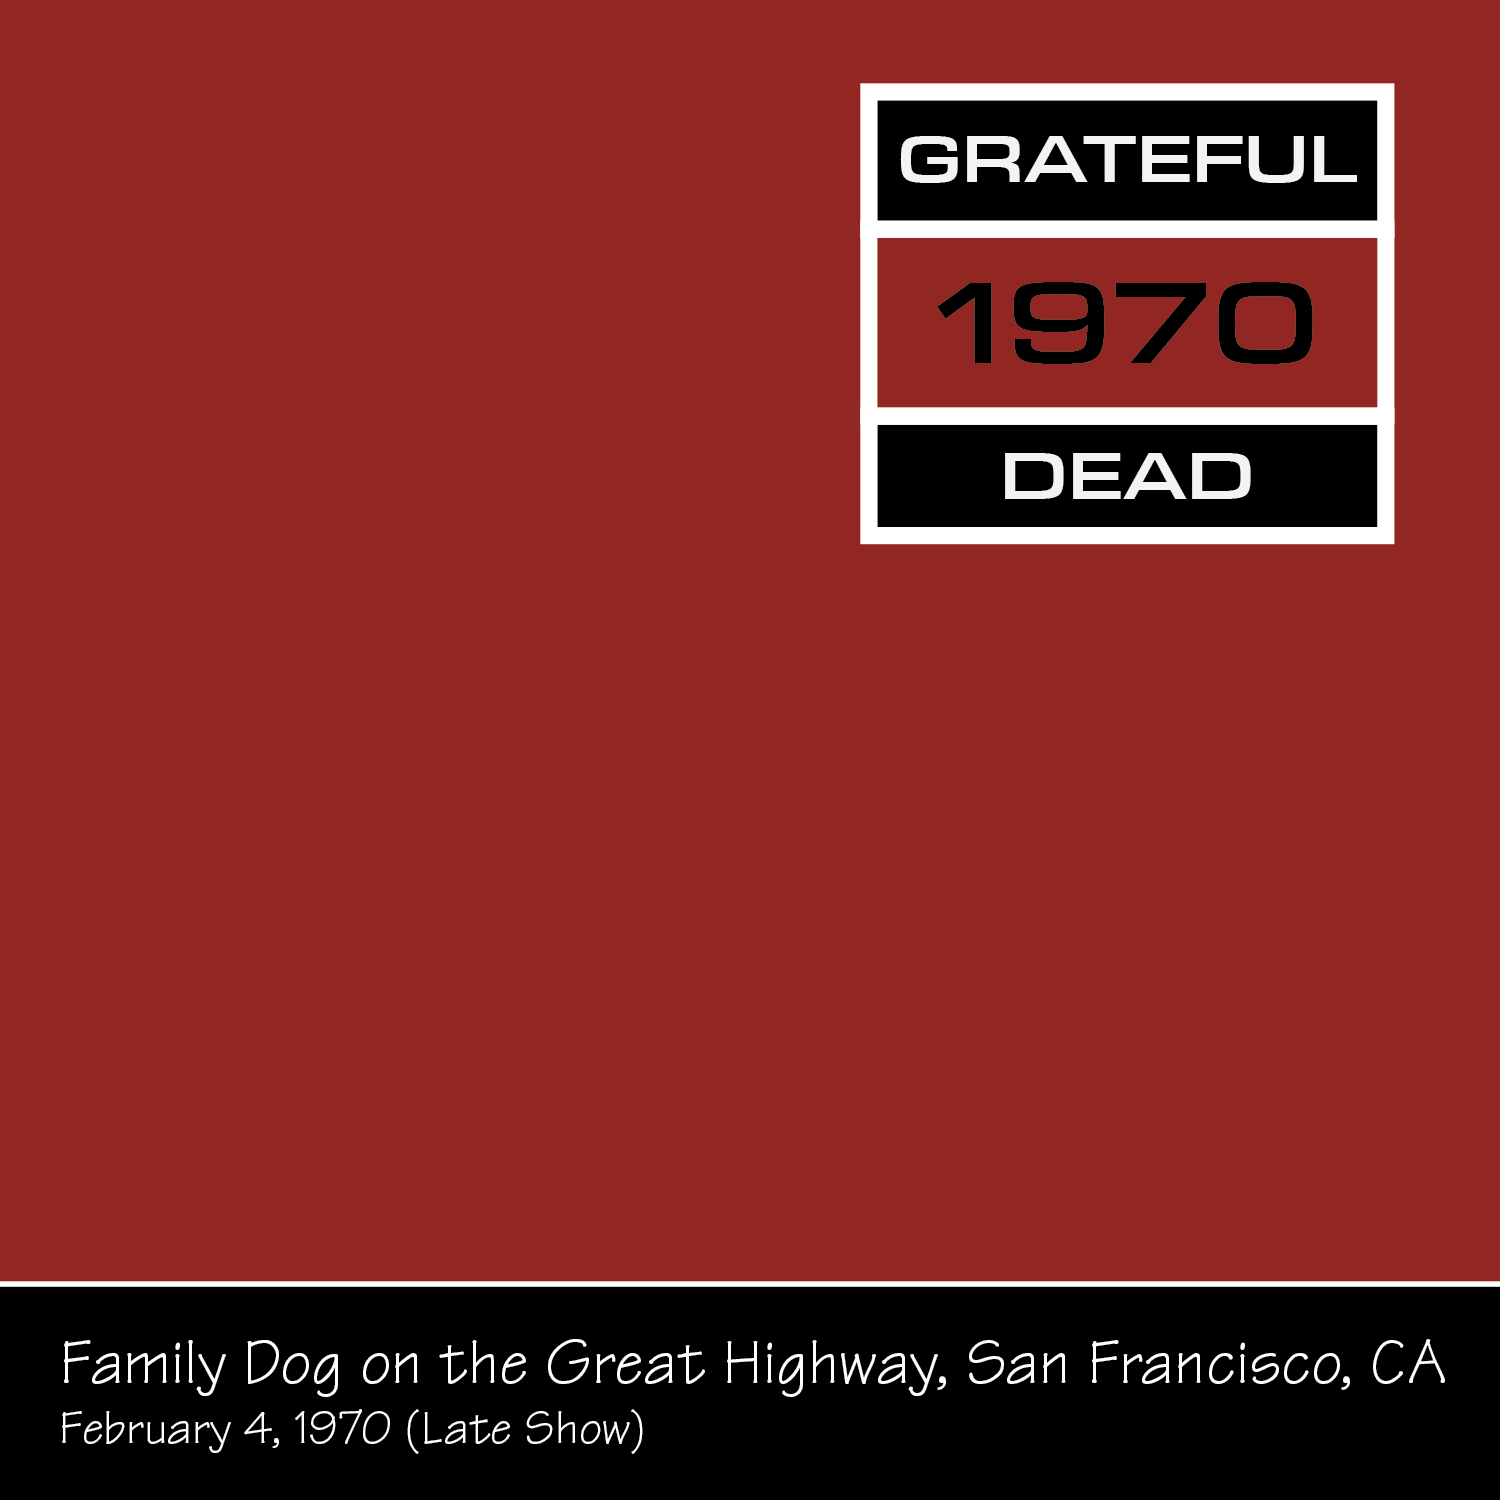 GRATEFUL
1970
DEAD
Family Dog on the Great Highway, San Francisco, CA
February 4, 1970 (Late Show)